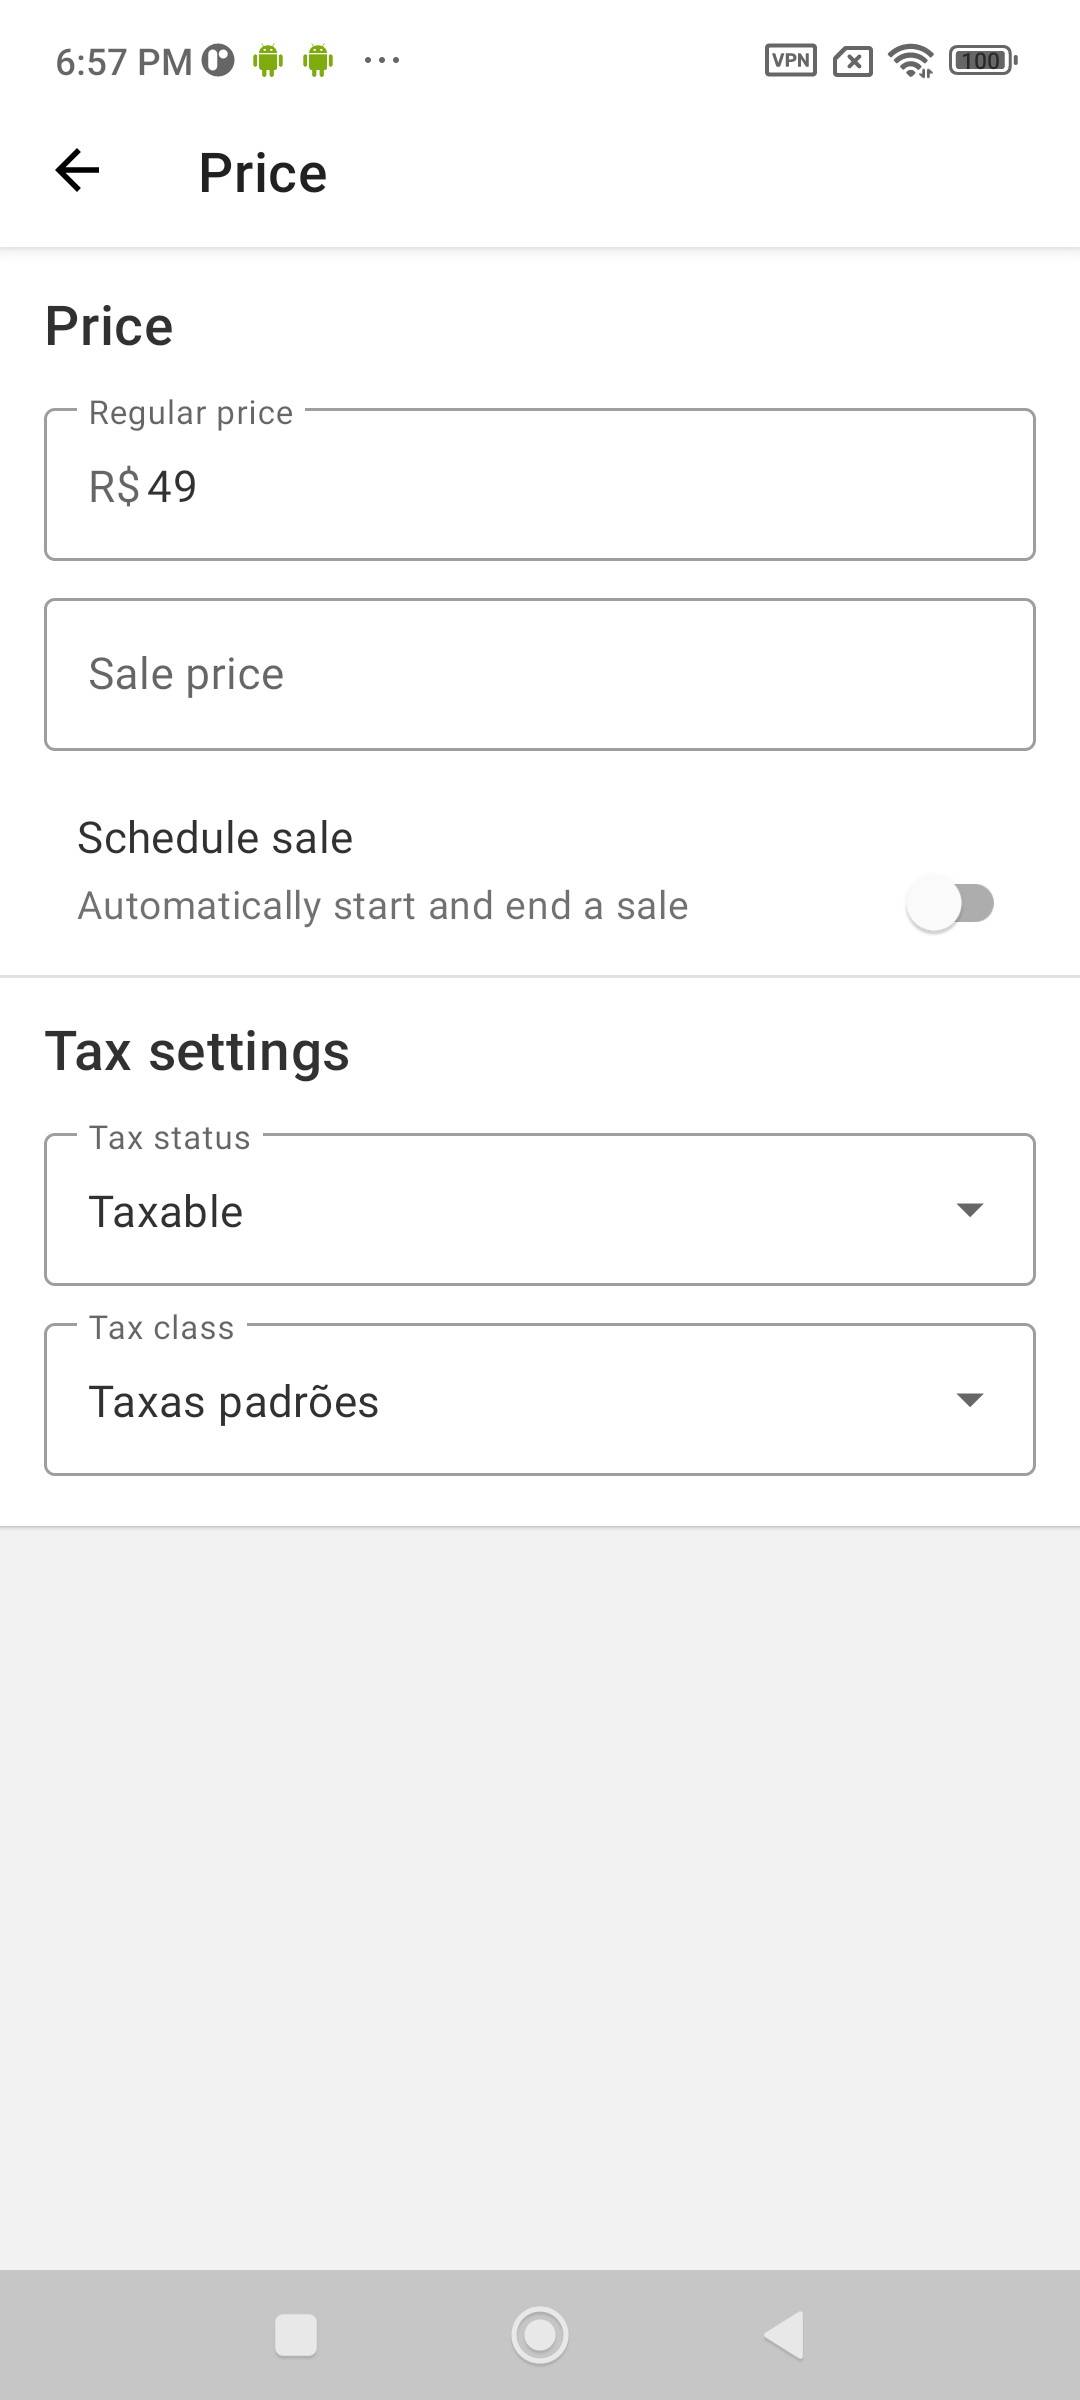 6:57 PM
VPN
100
Price
Price
Regular price
R$ 49
Sale price
Schedule sale
Automatically start and end a sale
Tax settings
Tax status
Taxable
Tax class
Taxas padrões